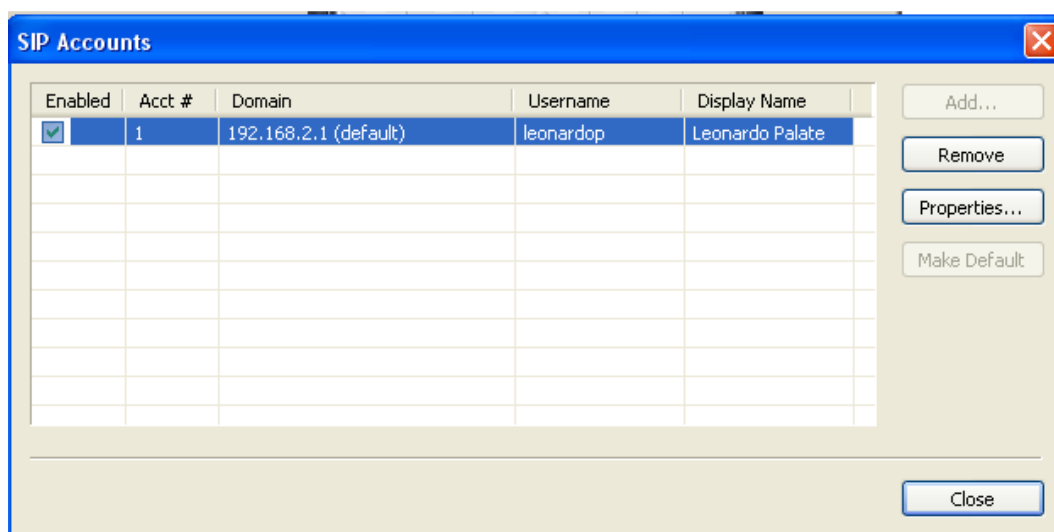 SIP Accounts
Enabled Acct # Domain Username Display Name
1 192.168.2.1 (default) leonardop Leonardo Palate
Add...
Remove
Properties...
Make Default
Close